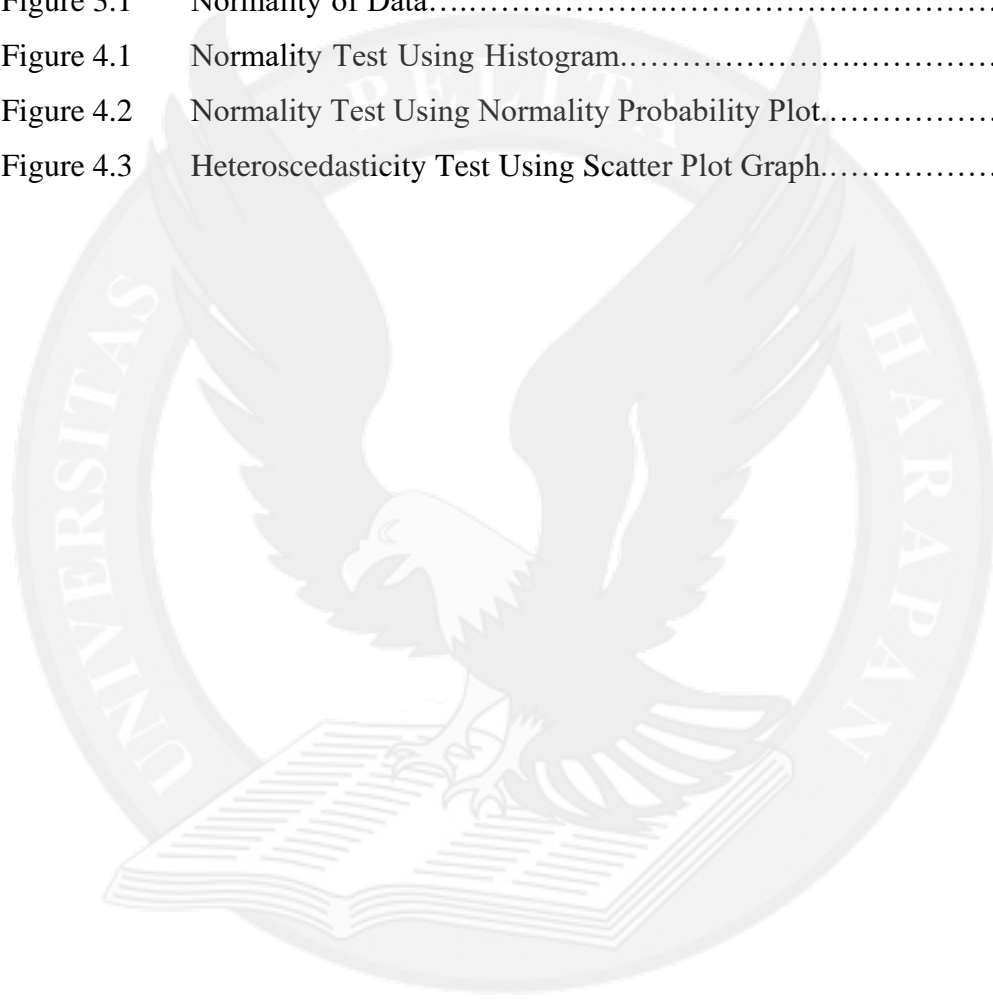 Figure 3.1 Normality of Data….……………………….……………………………….
Figure 4.1 Normality Test Using Histogram.………………….……………….
Figure 4.2 Normality Test Using Normality Probability Plot.……………….
Figure 4.3 Heteroscedasticity Test Using Scatter Plot Graph.……………….
UNIVERSITAS PELITA HARAPAN